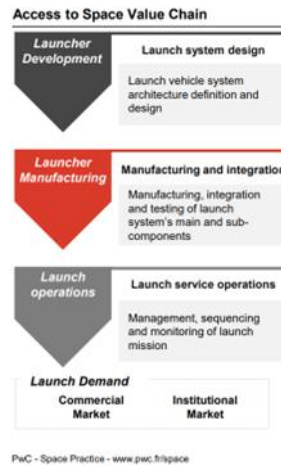 Access to Space Value Chain
Launcher
Development
Launch system design
Launch vehicle system
architecture definition and
design
Launcher
Manufacturing
Manufacturing and integration
Manufacturing, integration
and testing of launch
system's main and sub-
components
Launch
operations
Launch service operations
Management, sequencing
and monitoring of launch
mission
Launch Demand
Commercial
Market
Institutional
Market
PwC - Space Practice - www.pwc.fr/space